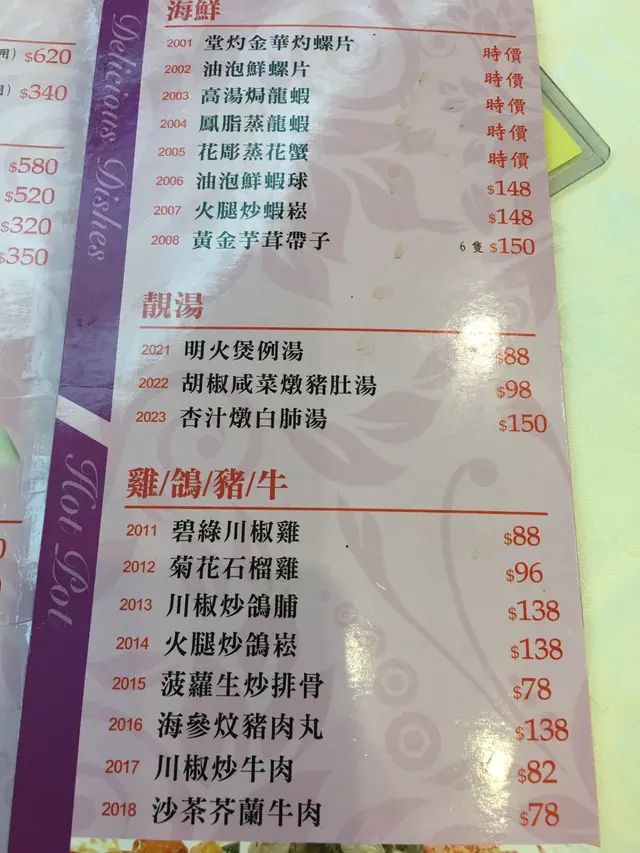 用) $620
$340
$580
$520
$320
$350
Delicious Dishes
Hot Pot
海鮮
2001 堂灼金華灼螺片 時價
2002 油泡鮮螺片 時價
2003 高湯焗龍蝦 時價
2004 鳳脂蒸龍蝦 時價
2005 花彫蒸花蟹 時價
2006 油泡鮮蝦球 $148
2007 火腿炒蝦崧 $148
2008 黃金芋茸帶子 6隻 $150
靚湯
2021 明火煲例湯 $88
2022 胡椒咸菜燉豬肚湯 $98
2023 杏汁燉白肺湯 $150
雞/鴿/豬/牛
2011 碧綠川椒雞 $88
2012 菊花石榴雞 $96
2013 川椒炒鴿脯 $138
2014 火腿炒鴿崧 $138
2015 菠蘿生炒排骨 $78
2016 海參炆豬肉丸 $138
2017 川椒炒牛肉 $82
2018 沙茶芥蘭牛肉 $78